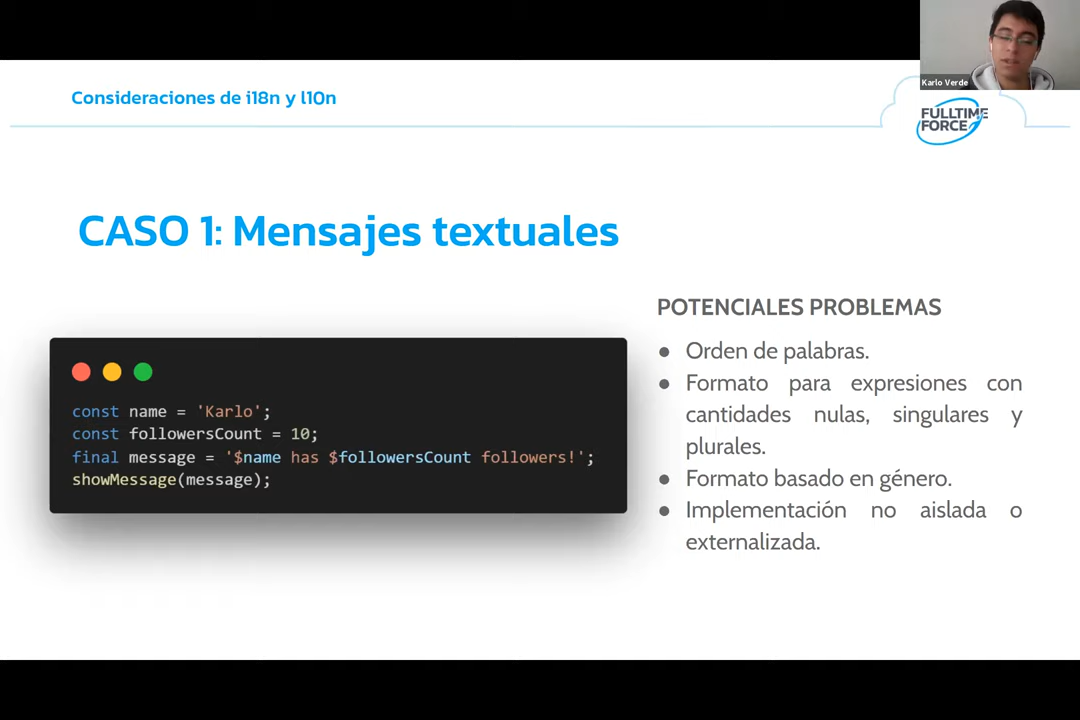 Karlo Verde
Consideraciones de i18n y l10n
FULLTIME
FORCE
CASO 1: Mensajes textuales
const name = 'Karlo';
const followersCount = 10;
final message = '$name has $followersCount followers!';
showMessage(message);
POTENCIALES PROBLEMAS
● Orden de palabras.
● Formato para expresiones con
cantidades nulas, singulares y
plurales.
● Formato basado en género.
● Implementación no aislada o
externalizada.